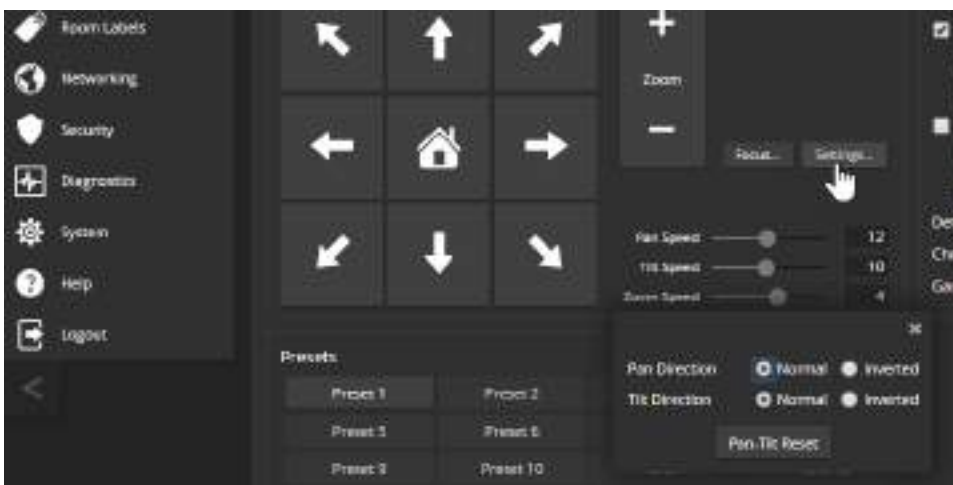 Room Labels
Networking
Security
Diagnostics
System
Help
Logout
Zoom
Focus...
Settings...
Pan Speed 12
Tilt Speed 10
Zoom Speed 4
Presets
Preset 1
Preset 2
Preset 5
Preset 6
Preset 9
Preset 10
Pan Direction Normal Inverted
Tilt Direction Normal Inverted
Pan-Tilt Reset